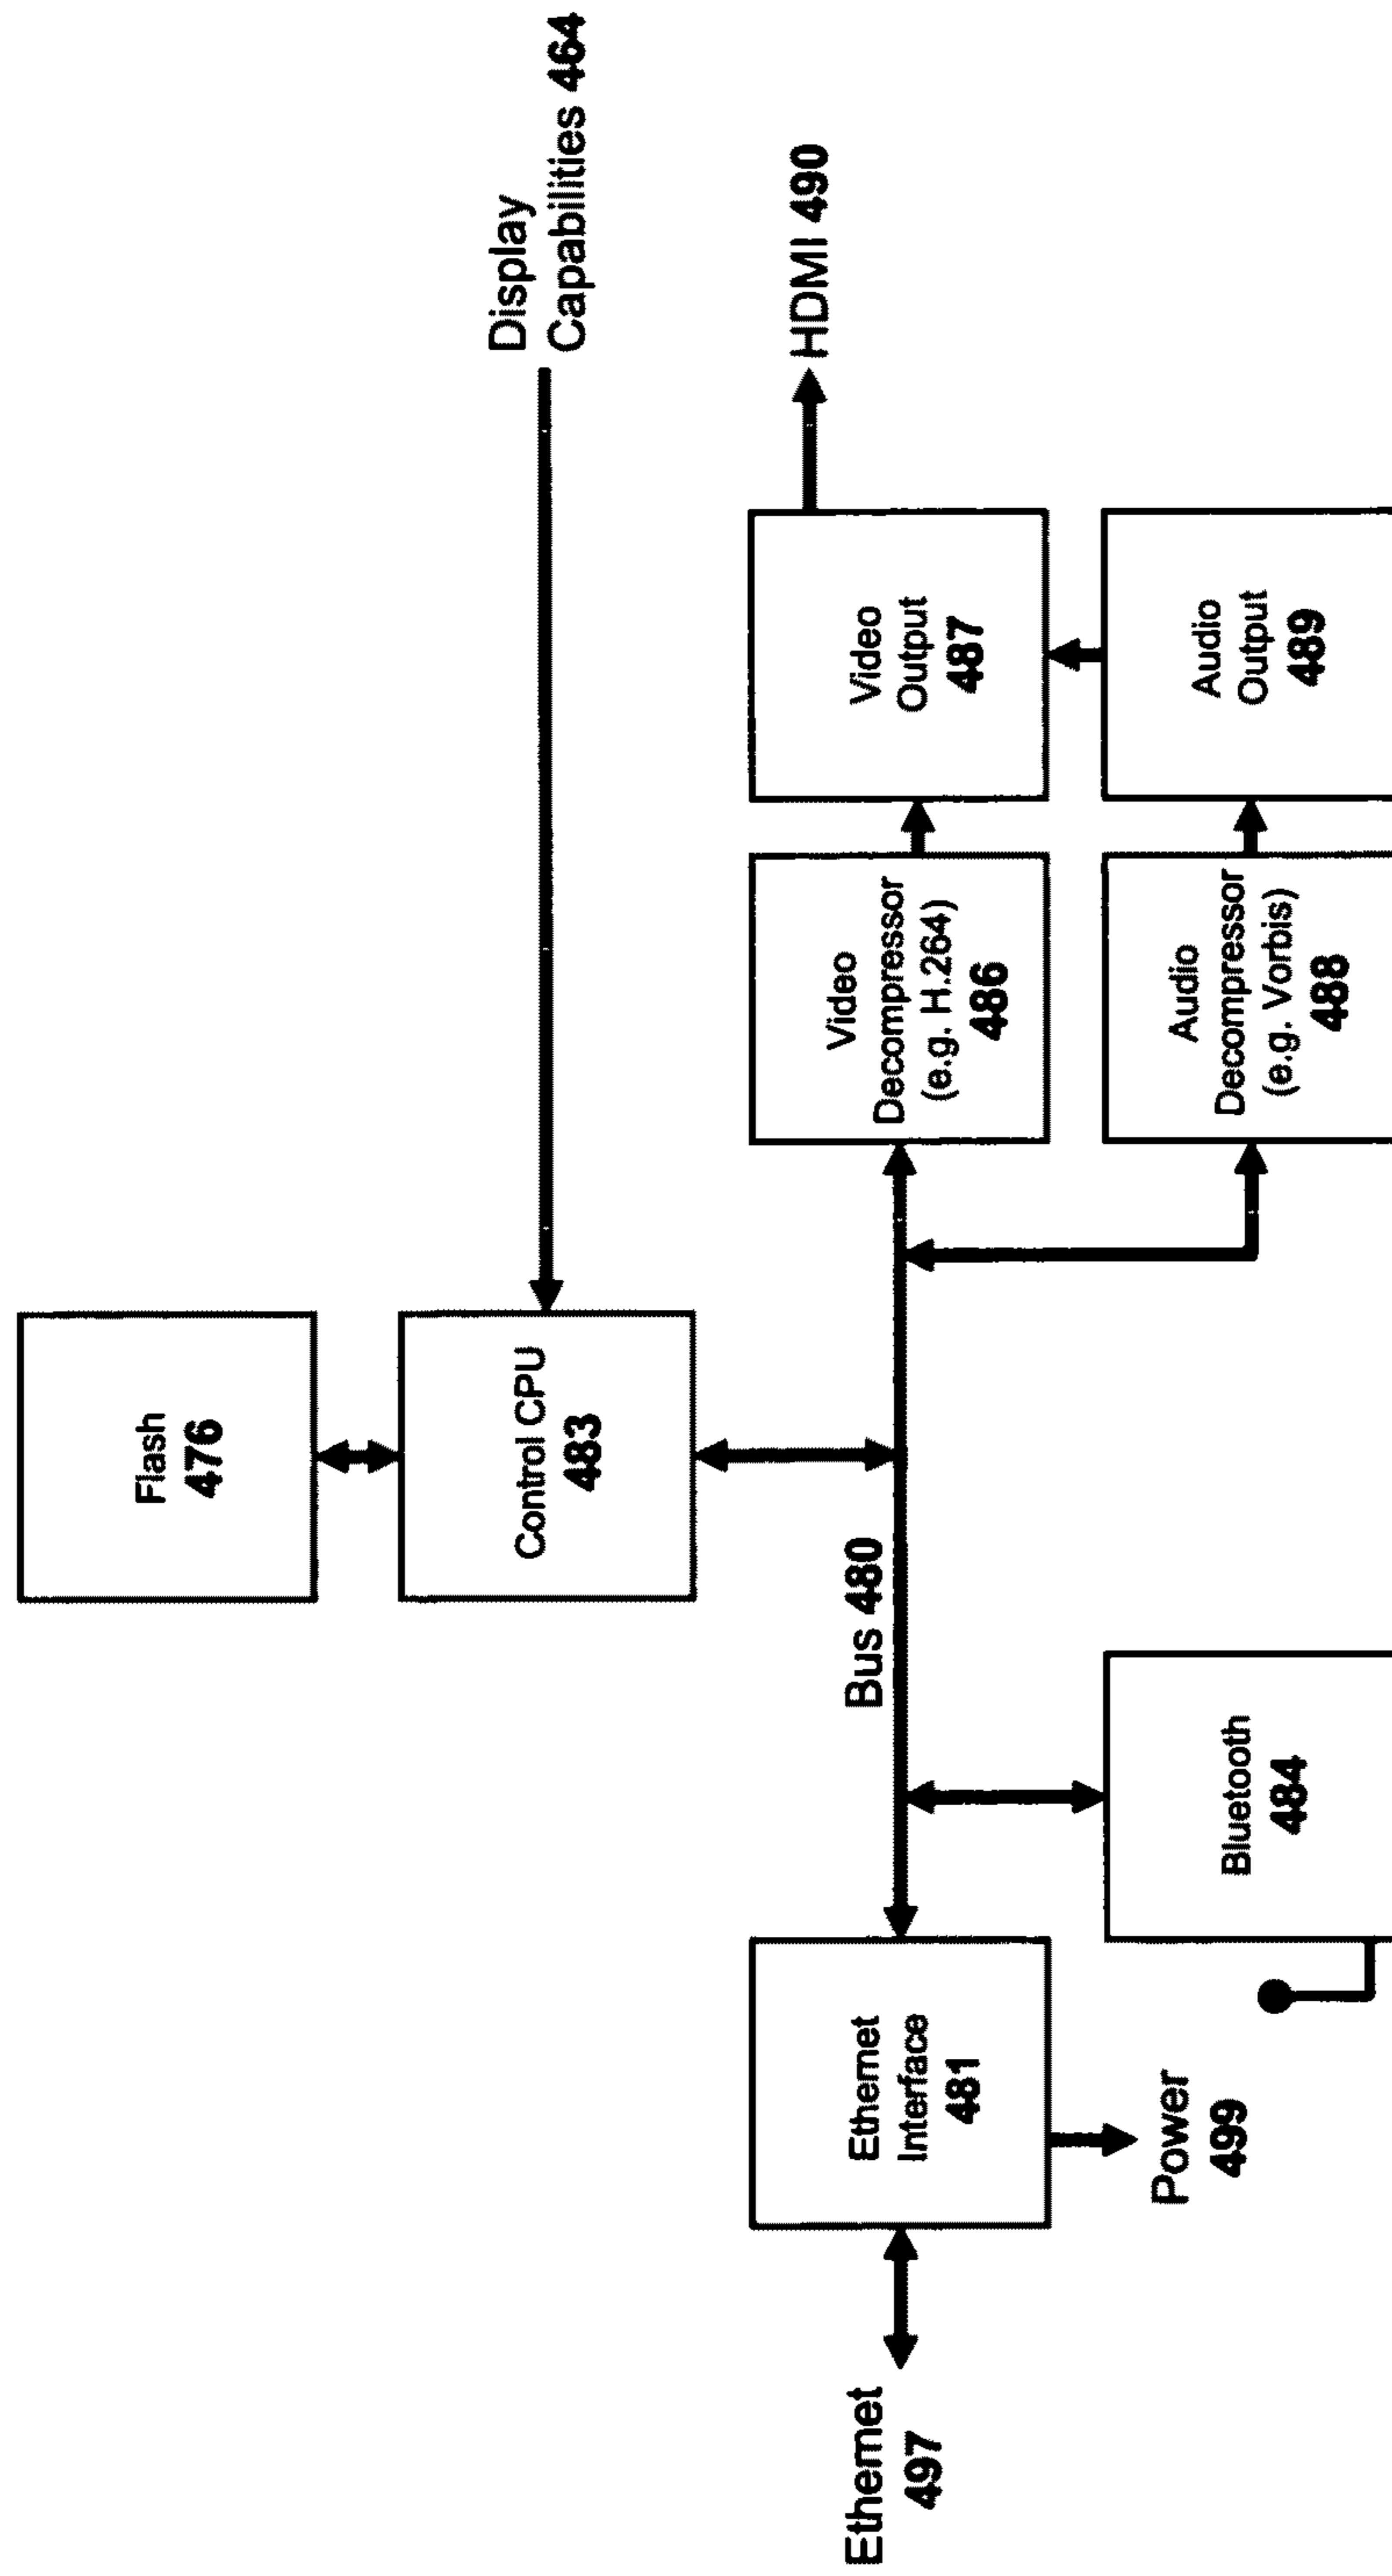 Flash
476
Display
Capabilities 464
Control CPU
483
Bus 480
HDMI 490
Ethernet
497
Ethernet
Interface
481
Video
Decompressor
(e.g. H.264)
486
Video
Output
487
Power
499
Bluetooth
484
Audio
Decompressor
(e.g. Vorbis)
488
Audio
Output
489